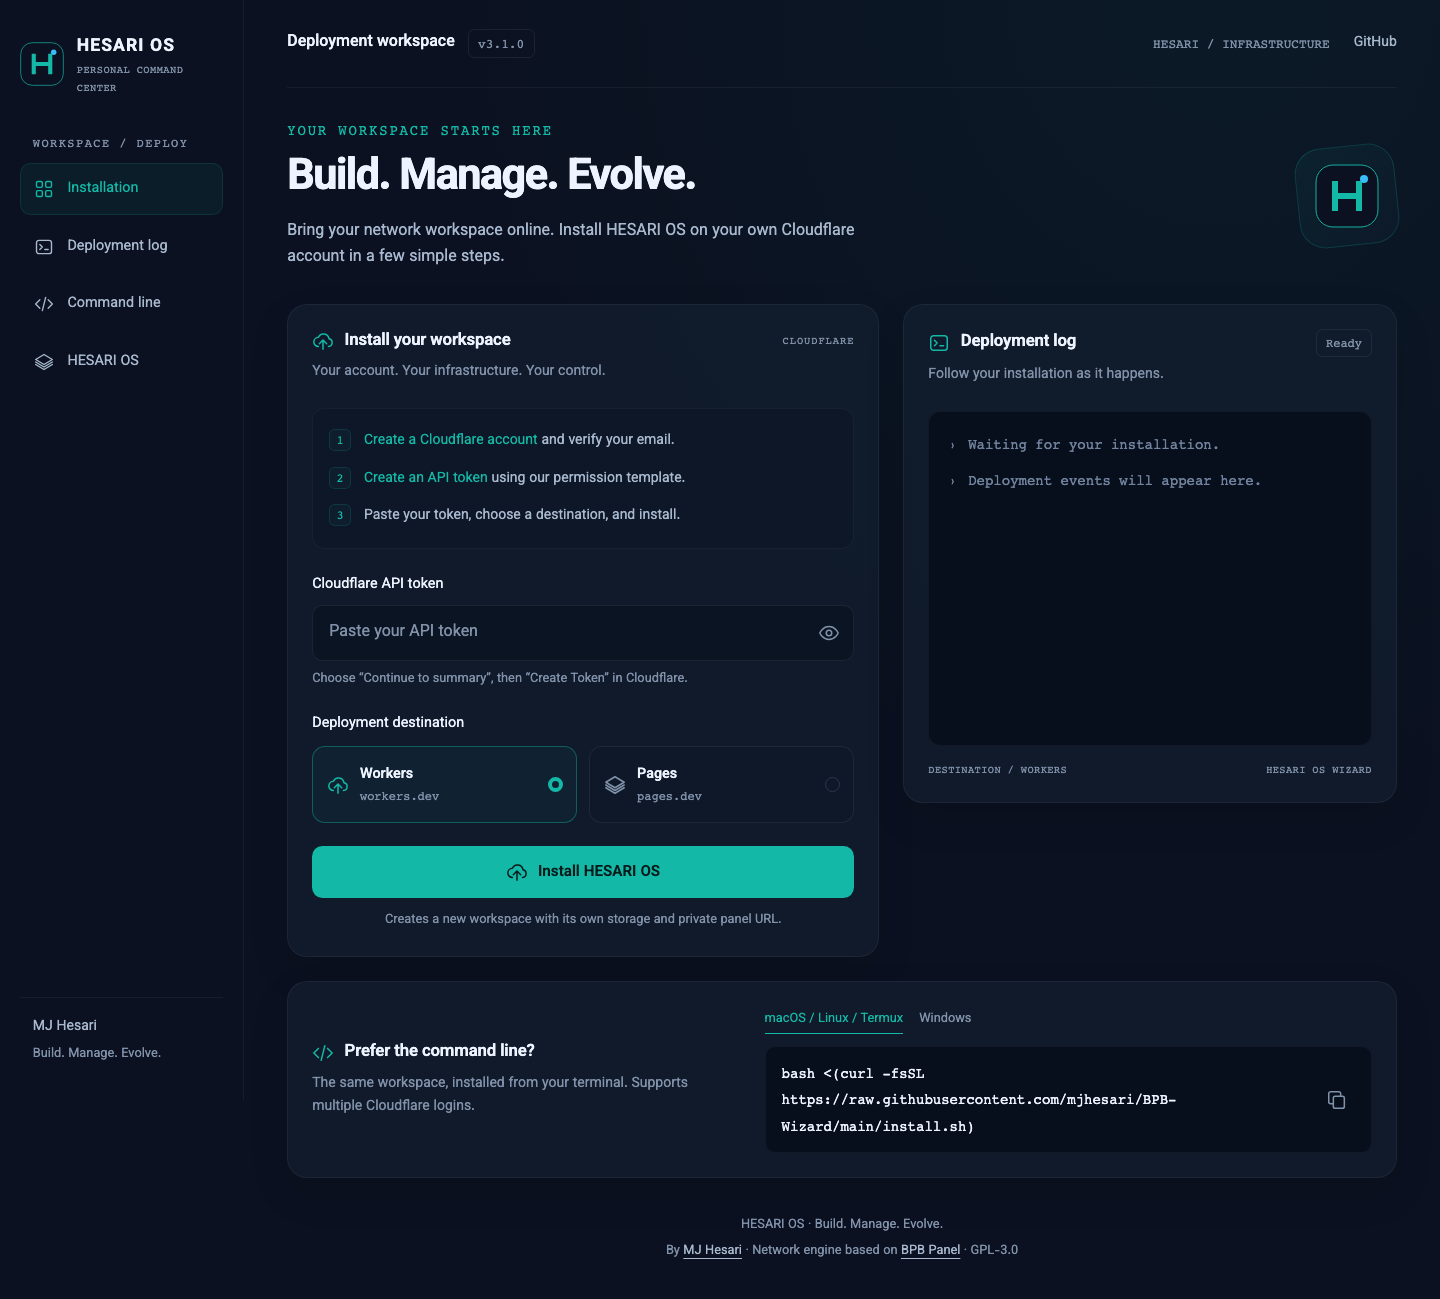 HESARI OS
PERSONAL COMMAND
CENTER
WORKSPACE / DEPLOY
Installation
Deployment log
Command line
HESARI OS
MJ Hesari
Build. Manage. Evolve.
Deployment workspace
v3.1.0
HESARI / INFRASTRUCTURE
GitHub
YOUR WORKSPACE STARTS HERE
Build. Manage. Evolve.
Bring your network workspace online. Install HESARI OS on your own Cloudflare
account in a few simple steps.
H
Install your workspace
CLOUDFLARE
Your account. Your infrastructure. Your control.
1 Create a Cloudflare account and verify your email.
2 Create an API token using our permission template.
3 Paste your token, choose a destination, and install.
Cloudflare API token
Paste your API token
Choose “Continue to summary”, then “Create Token” in Cloudflare.
Deployment destination
Workers
workers.dev
Pages
pages.dev
Install HESARI OS
Creates a new workspace with its own storage and private panel URL.
Deployment log
Ready
Follow your installation as it happens.
› Waiting for your installation.
› Deployment events will appear here.
DESTINATION / WORKERS
HESARI OS WIZARD
Prefer the command line?
The same workspace, installed from your terminal. Supports
multiple Cloudflare logins.
macOS / Linux / Termux
Windows
bash <(curl -fsSL
https://raw.githubusercontent.com/mjhesari/BPB-
Wizard/main/install.sh)
HESARI OS · Build. Manage. Evolve.
By MJ Hesari · Network engine based on BPB Panel · GPL-3.0